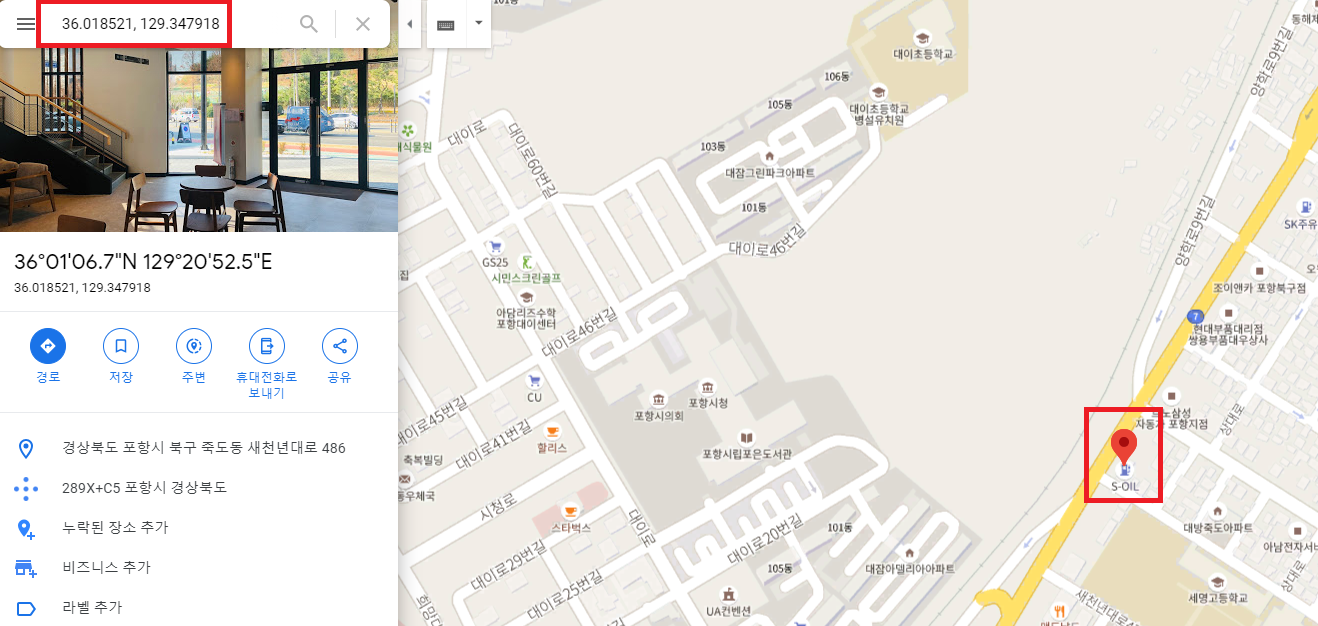 36.018521, 129.347918
36°01'06.7"N 129°20'52.5"E
36.018521, 129.347918
경로
저장
주변
휴대전화로
보내기
공유
경상북도 포항시 북구 죽도동 새천년대로 486
289X+C5 포항시 경상북도
누락된 장소 추가
비즈니스 추가
라벨 추가
대이초등학교
106동
105동
대이초등학교
병설유치원
양학로9번길
103동
대잠그린파크아파트
101동
대이로
대이로60번길
대이로46번길
양학로9번길
GS25
시민스크린골프
아담리즈수학
포항대이센터
대이로46번길
조이앤카 포항북구점
7
현대부품대리점
쌍용부품대우상사
CU
포항시의회
포항시청
대이로45번길
대이로41번길
할리스
포항시립포은도서관
자동차 포항지점
상대로
축복빌딩
S-OIL
시청로
스타벅스
대이로
대이로20번길
101동
대방죽도아파트
대이로29번길
대이로25번길
105동
대잠아델리아아파트
상대로
세명고등학교
UA컨벤션
새천년대로